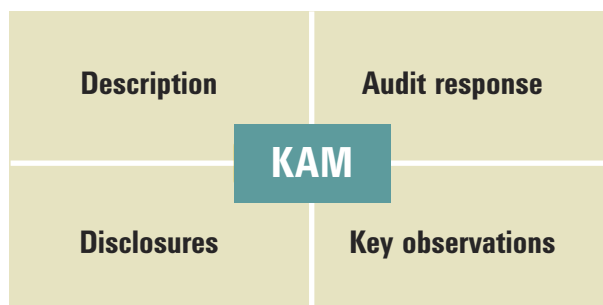 Description
Audit response
KAM
Disclosures
Key observations